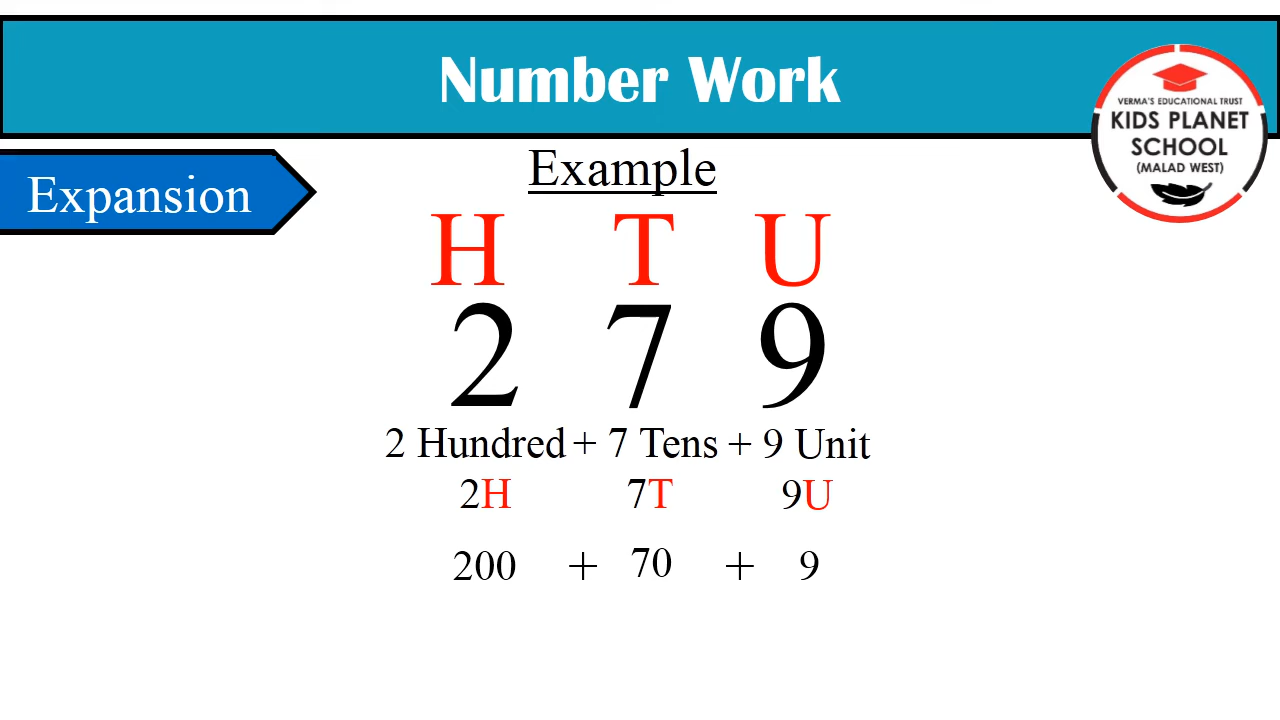 Number Work
VERMA'S EDUCATIONAL TRUST
KIDS PLANET
SCHOOL
(MALAD WEST)
Expansion
Example
H T U
2 7 9
2 Hundred + 7 Tens + 9 Unit
2H 7T 9U
200 + 70 + 9